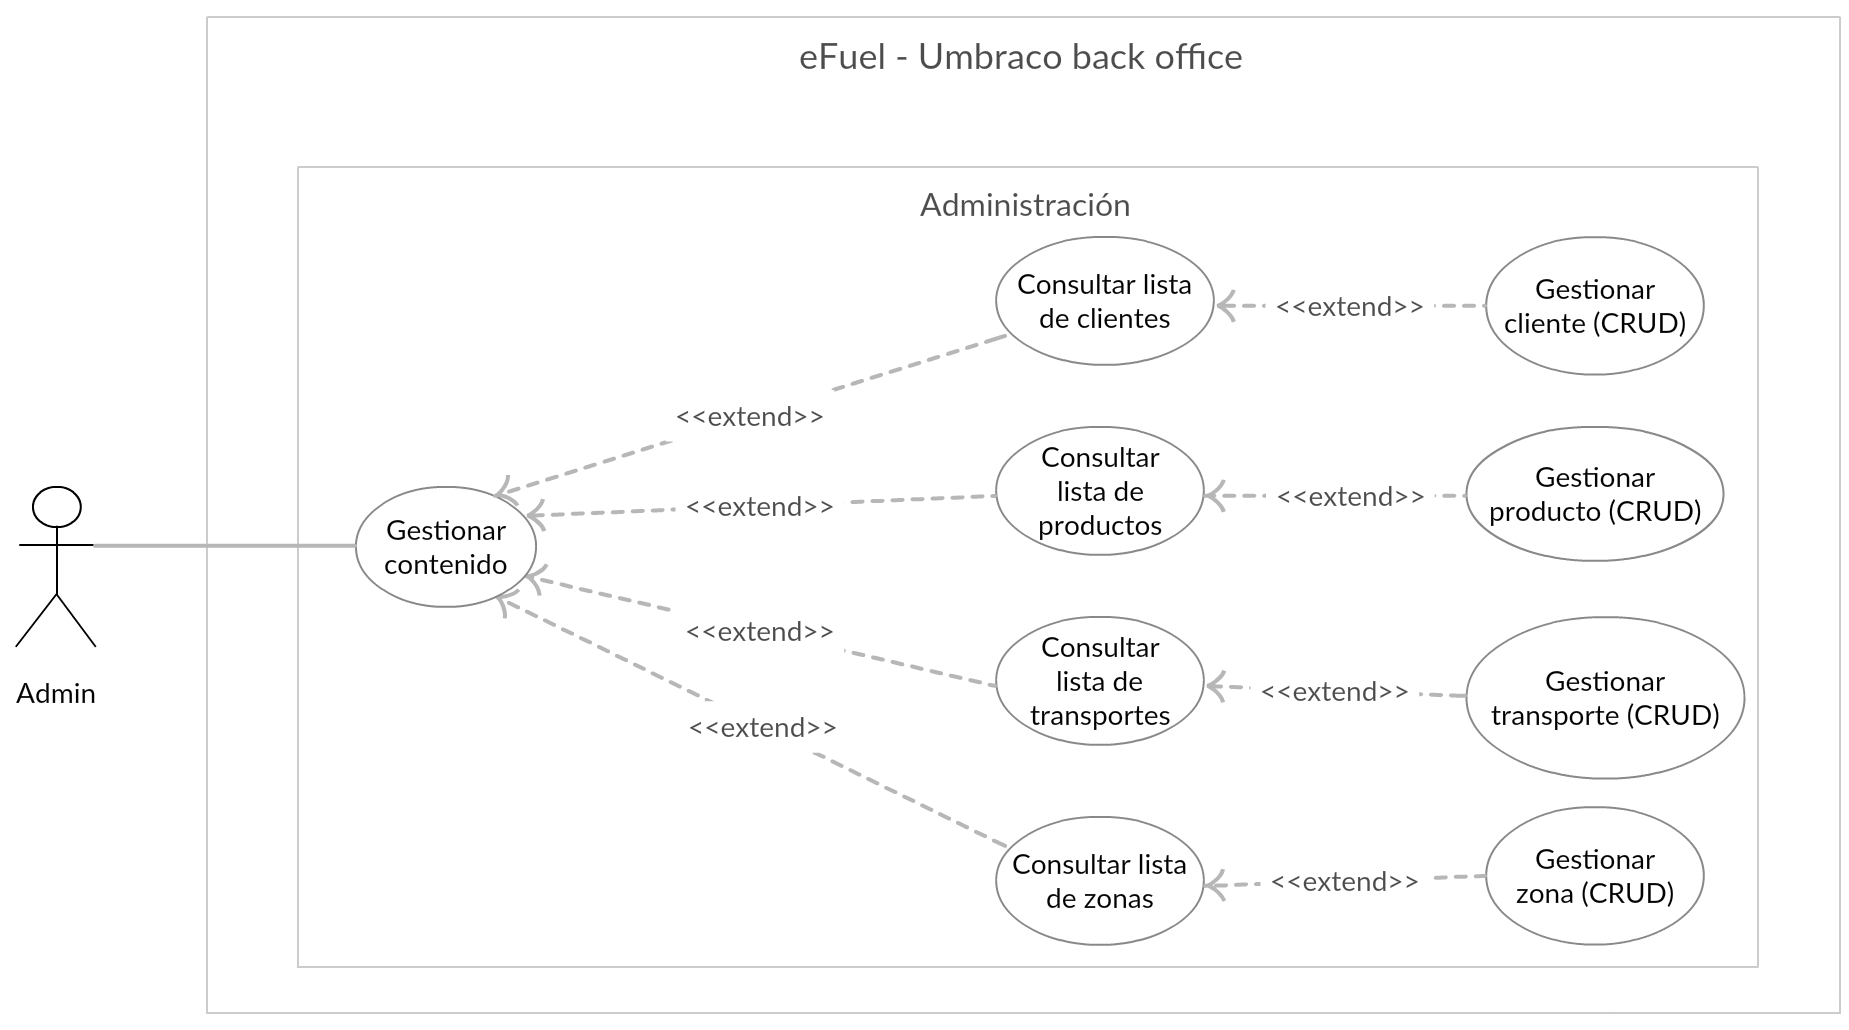 eFuel - Umbraco back office
Administración
Consultar lista
de clientes
<<extend>>
Gestionar
cliente (CRUD)
<<extend>>
Consultar
lista de
productos
<<extend>>
Gestionar
producto (CRUD)
<<extend>>
Gestionar
contenido
Admin
<<extend>>
Consultar
lista de
transportes
<<extend>>
Gestionar
transporte (CRUD)
<<extend>>
Consultar lista
de zonas
<<extend>>
Gestionar
zona (CRUD)